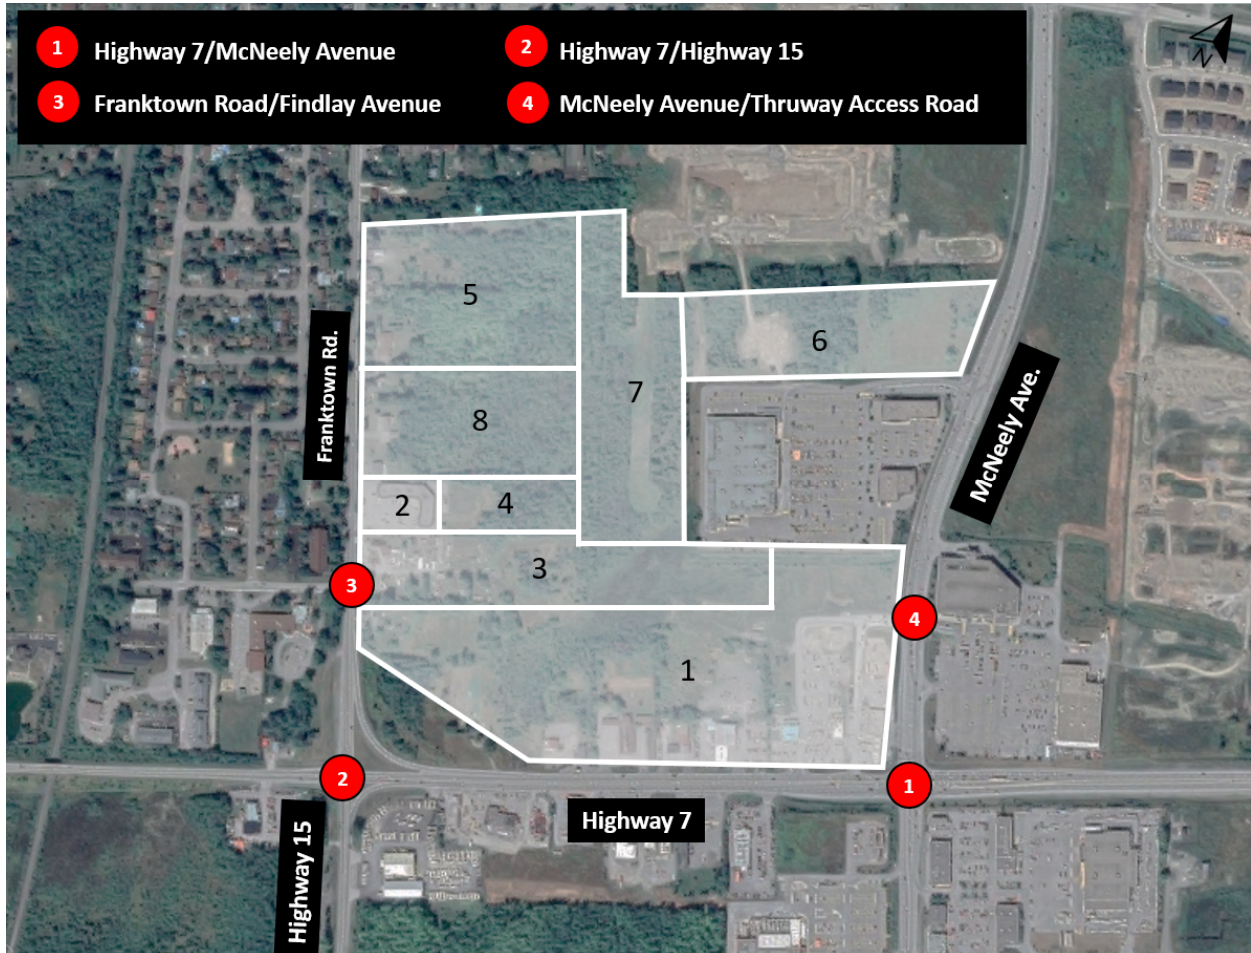 1 Highway 7/McNeely Avenue
2 Highway 7/Highway 15
3 Franktown Road/Findlay Avenue
4 McNeely Avenue/Thruway Access Road
N
5
6
7
Franktown Rd.
8
McNeely Ave.
2
4
3
3
4
1
2
1
Highway 7
Highway 15